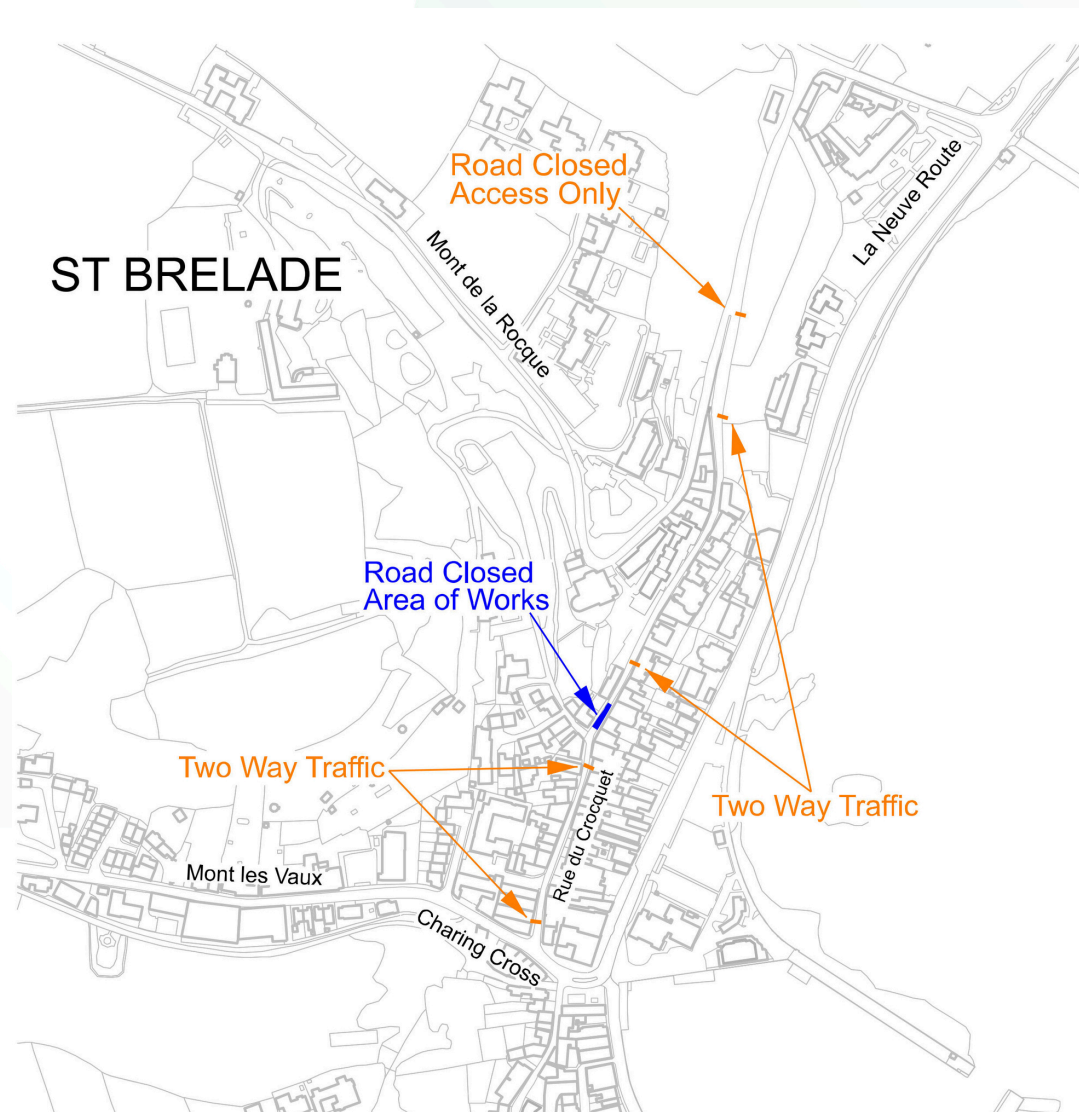 Road Closed
Access Only
La Neuve Route
Mont de la Rocque
ST BRELADE
Road Closed
Area of Works
Two Way Traffic
Two Way Traffic
Rue du Crocquet
Mont les Vaux
Charing Cross